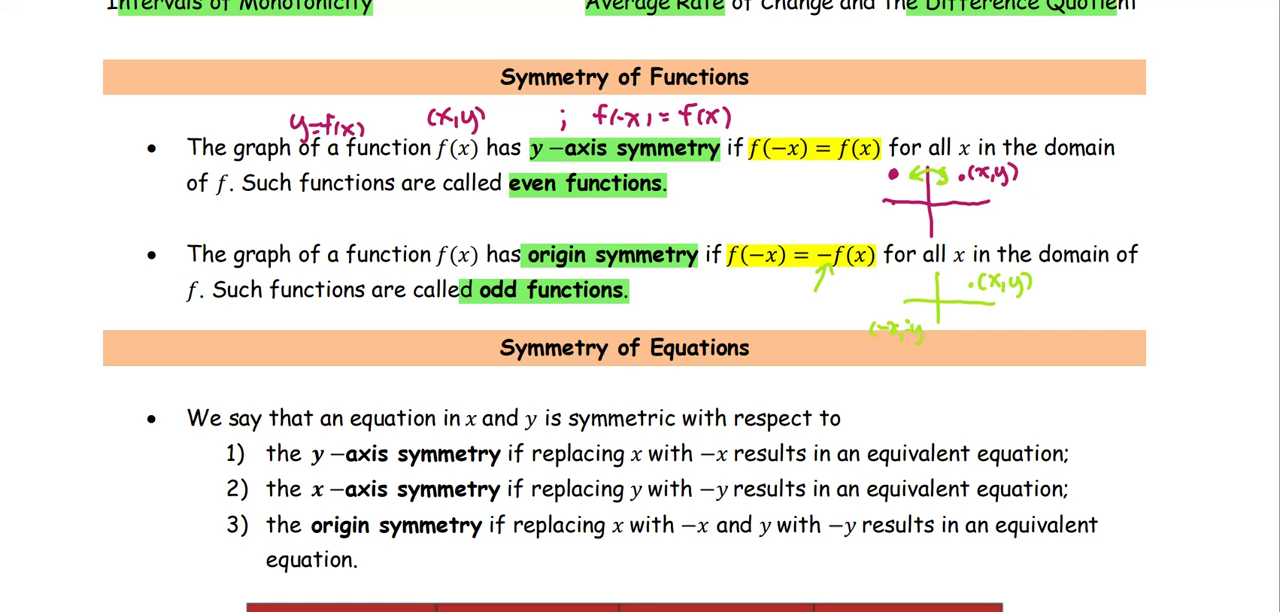 Intervals of Monotonicity Average Rate of Change and the Difference Quotient
Symmetry of Functions
y=f(x) (x,y) ; f(-x) = f(x)
• The graph of a function f(x) has y −axis symmetry if f(−x) = f(x) for all x in the domain
of f. Such functions are called even functions.
(x,y)
• The graph of a function f(x) has origin symmetry if f(−x) = −f(x) for all x in the domain of
f. Such functions are called odd functions.
(x,y)
(-x,-y
Symmetry of Equations
• We say that an equation in x and y is symmetric with respect to
1) the y −axis symmetry if replacing x with −x results in an equivalent equation;
2) the x −axis symmetry if replacing y with −y results in an equivalent equation;
3) the origin symmetry if replacing x with −x and y with −y results in an equivalent
equation.